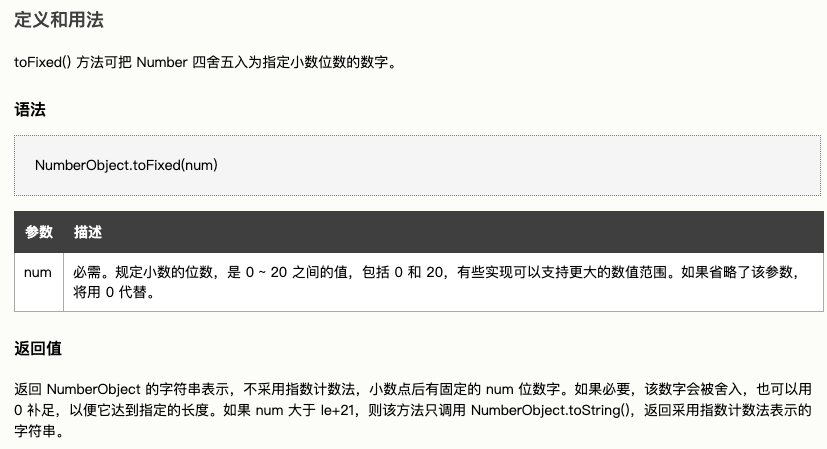 定义和用法
toFixed() 方法可把 Number 四舍五入为指定小数位数的数字。
语法
NumberObject.toFixed(num)
参数 描述
num 必需。规定小数的位数，是 0 ~ 20 之间的值，包括 0 和 20，有些实现可以支持更大的数值范围。如果省略了该参数，
将用 0 代替。
返回值
返回 NumberObject 的字符串表示，不采用指数计数法，小数点后有固定的 num 位数字。如果必要，该数字会被舍入，也可以用
0 补足，以便它达到指定的长度。如果 num 大于 le+21，则该方法只调用 NumberObject.toString()，返回采用指数计数法表示的
字符串。